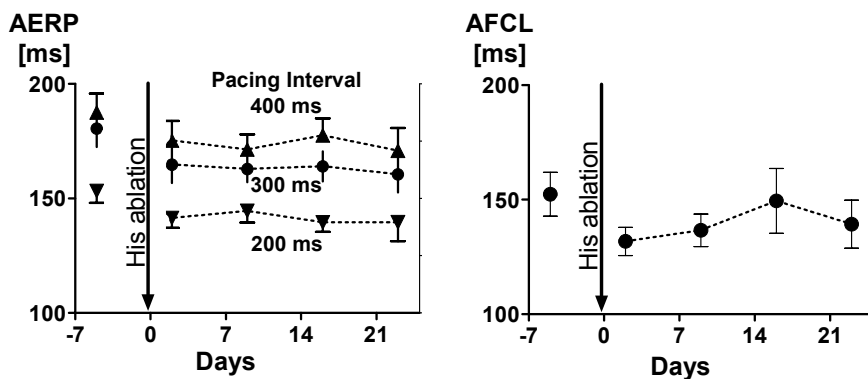 AERP
[ms]
200
150
100
Pacing Interval
400 ms
300 ms
200 ms
His ablation
-7 0 7 14 21
Days
AFCL
[ms]
200
150
100
His ablation
-7 0 7 14 21
Days